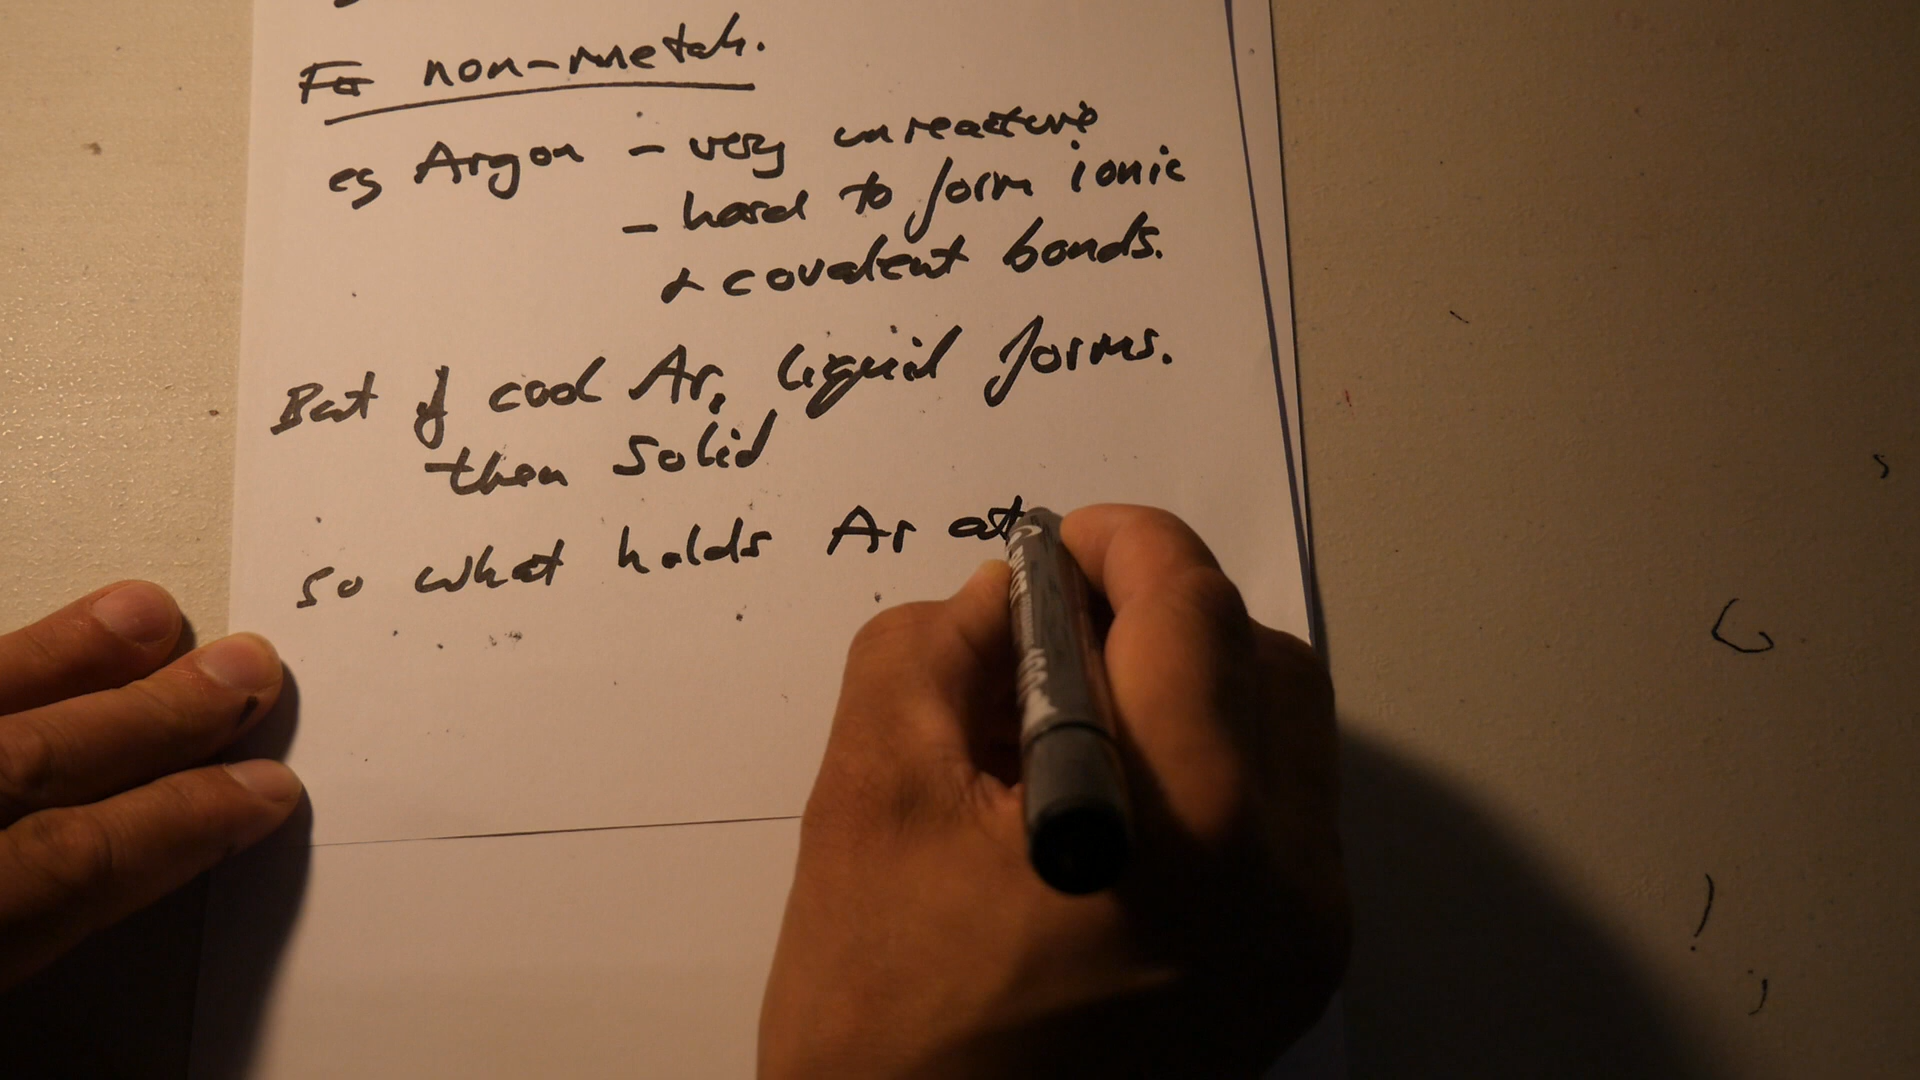 For non-metals.
eg Argon - very unreactive
- hard to form ionic
& covalent bonds.
But if cool Ar, liquid forms.
then solid
so what holds Ar at